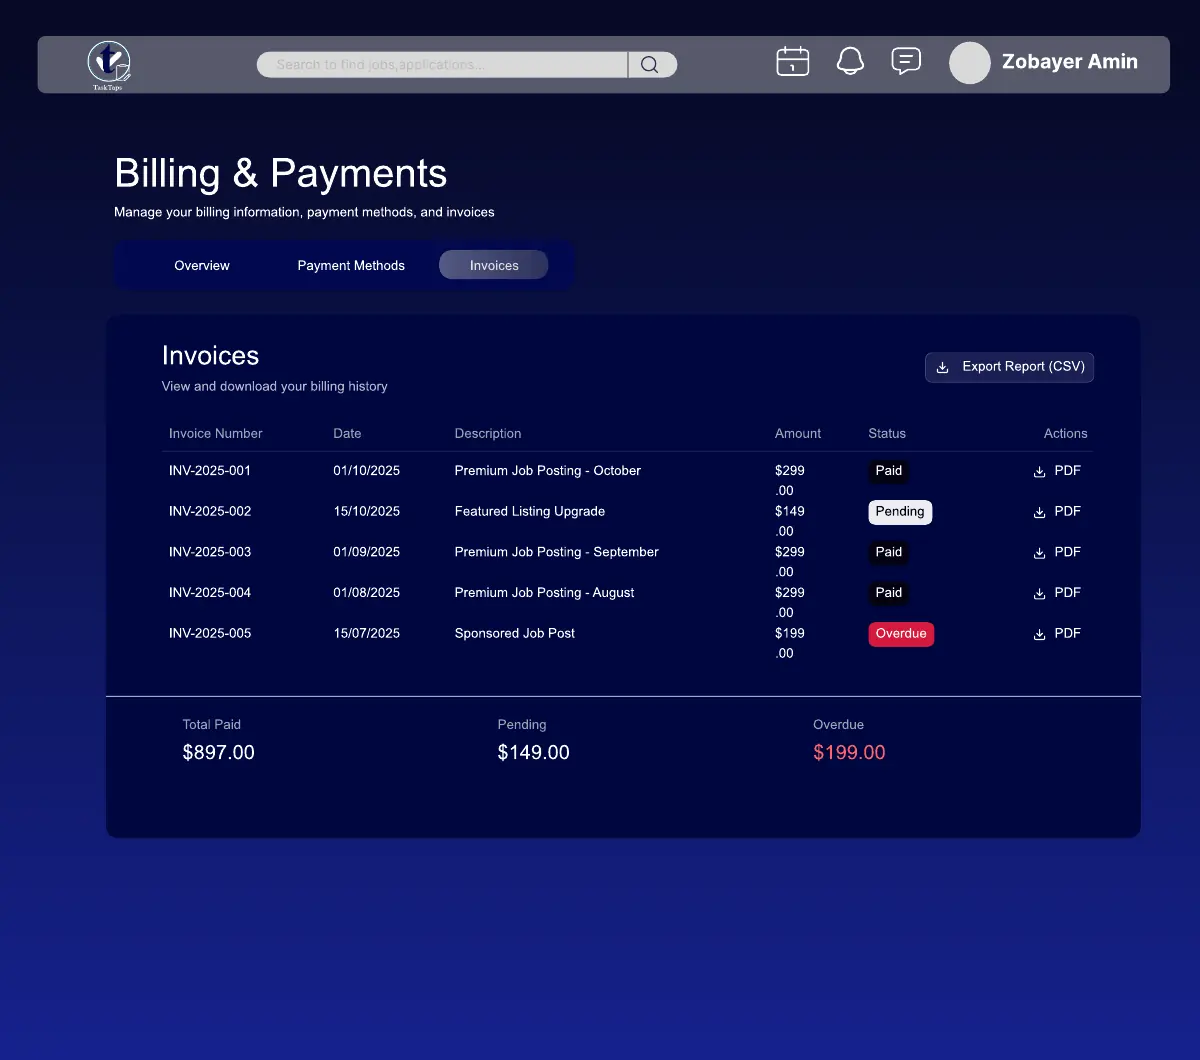 TaskTaps
Search to find jobs,applications...
1
Zobayer Amin
Billing & Payments
Manage your billing information, payment methods, and invoices
Overview Payment Methods Invoices
Invoices
View and download your billing history
Export Report (CSV)
Invoice Number Date Description Amount Status Actions
INV-2025-001 01/10/2025 Premium Job Posting - October $299 Paid PDF
.00
INV-2025-002 15/10/2025 Featured Listing Upgrade $149 Pending PDF
.00
INV-2025-003 01/09/2025 Premium Job Posting - September $299 Paid PDF
.00
INV-2025-004 01/08/2025 Premium Job Posting - August $299 Paid PDF
.00
INV-2025-005 15/07/2025 Sponsored Job Post $199 Overdue PDF
.00
Total Paid Pending Overdue
$897.00 $149.00 $199.00